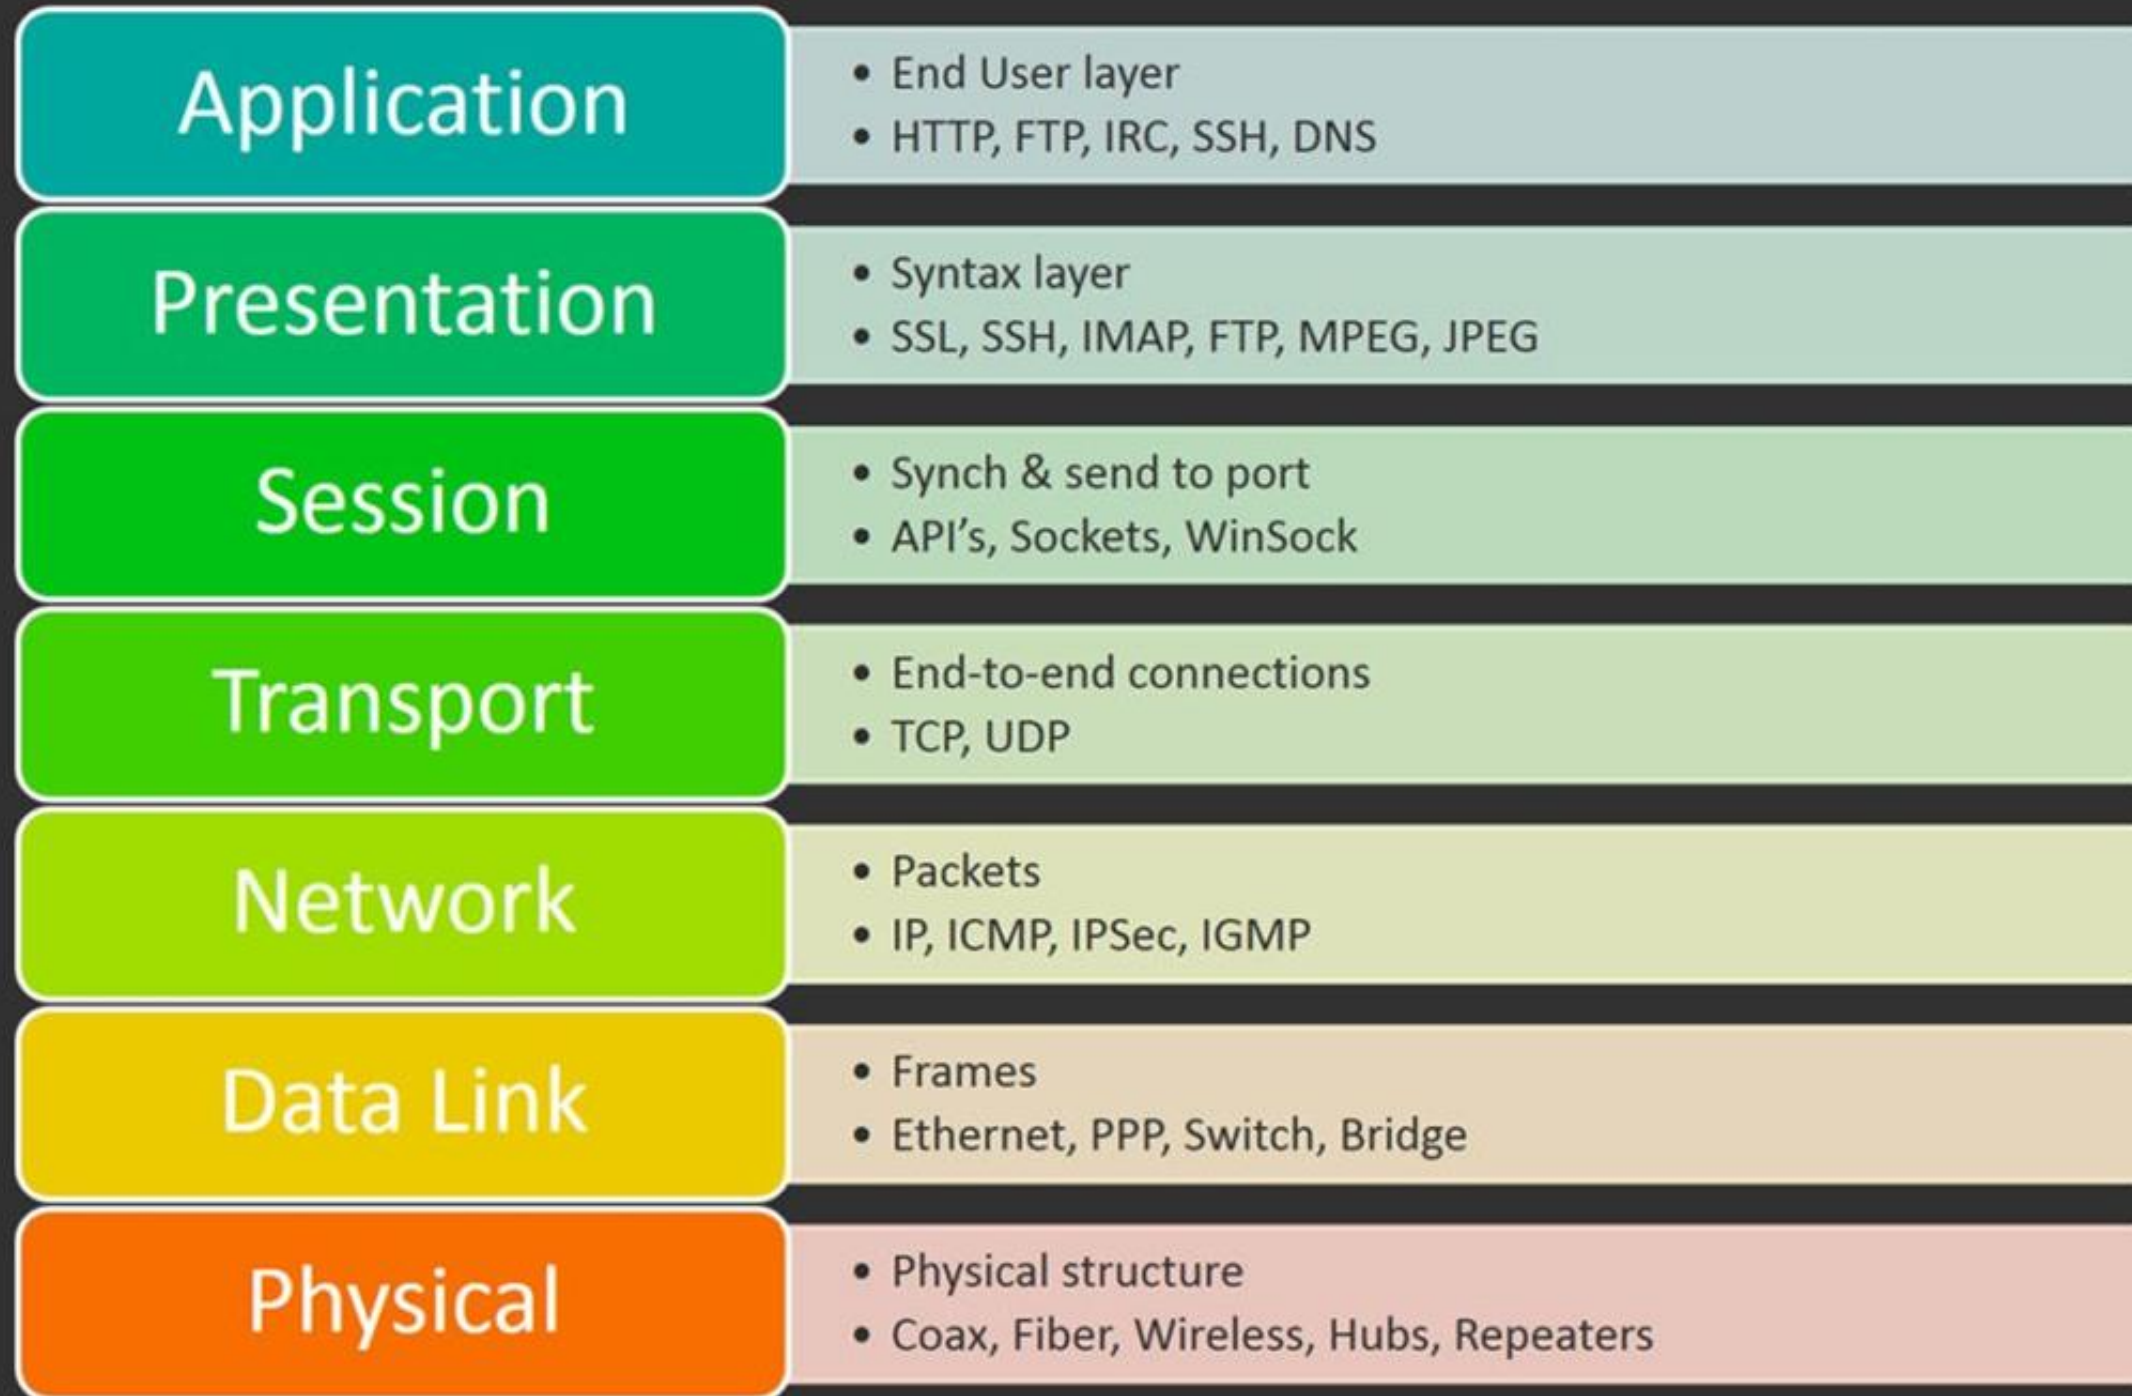 Application
• End User layer
• HTTP, FTP, IRC, SSH, DNS
Presentation
• Syntax layer
• SSL, SSH, IMAP, FTP, MPEG, JPEG
Session
• Synch & send to port
• API’s, Sockets, WinSock
Transport
• End-to-end connections
• TCP, UDP
Network
• Packets
• IP, ICMP, IPSec, IGMP
Data Link
• Frames
• Ethernet, PPP, Switch, Bridge
Physical
• Physical structure
• Coax, Fiber, Wireless, Hubs, Repeaters